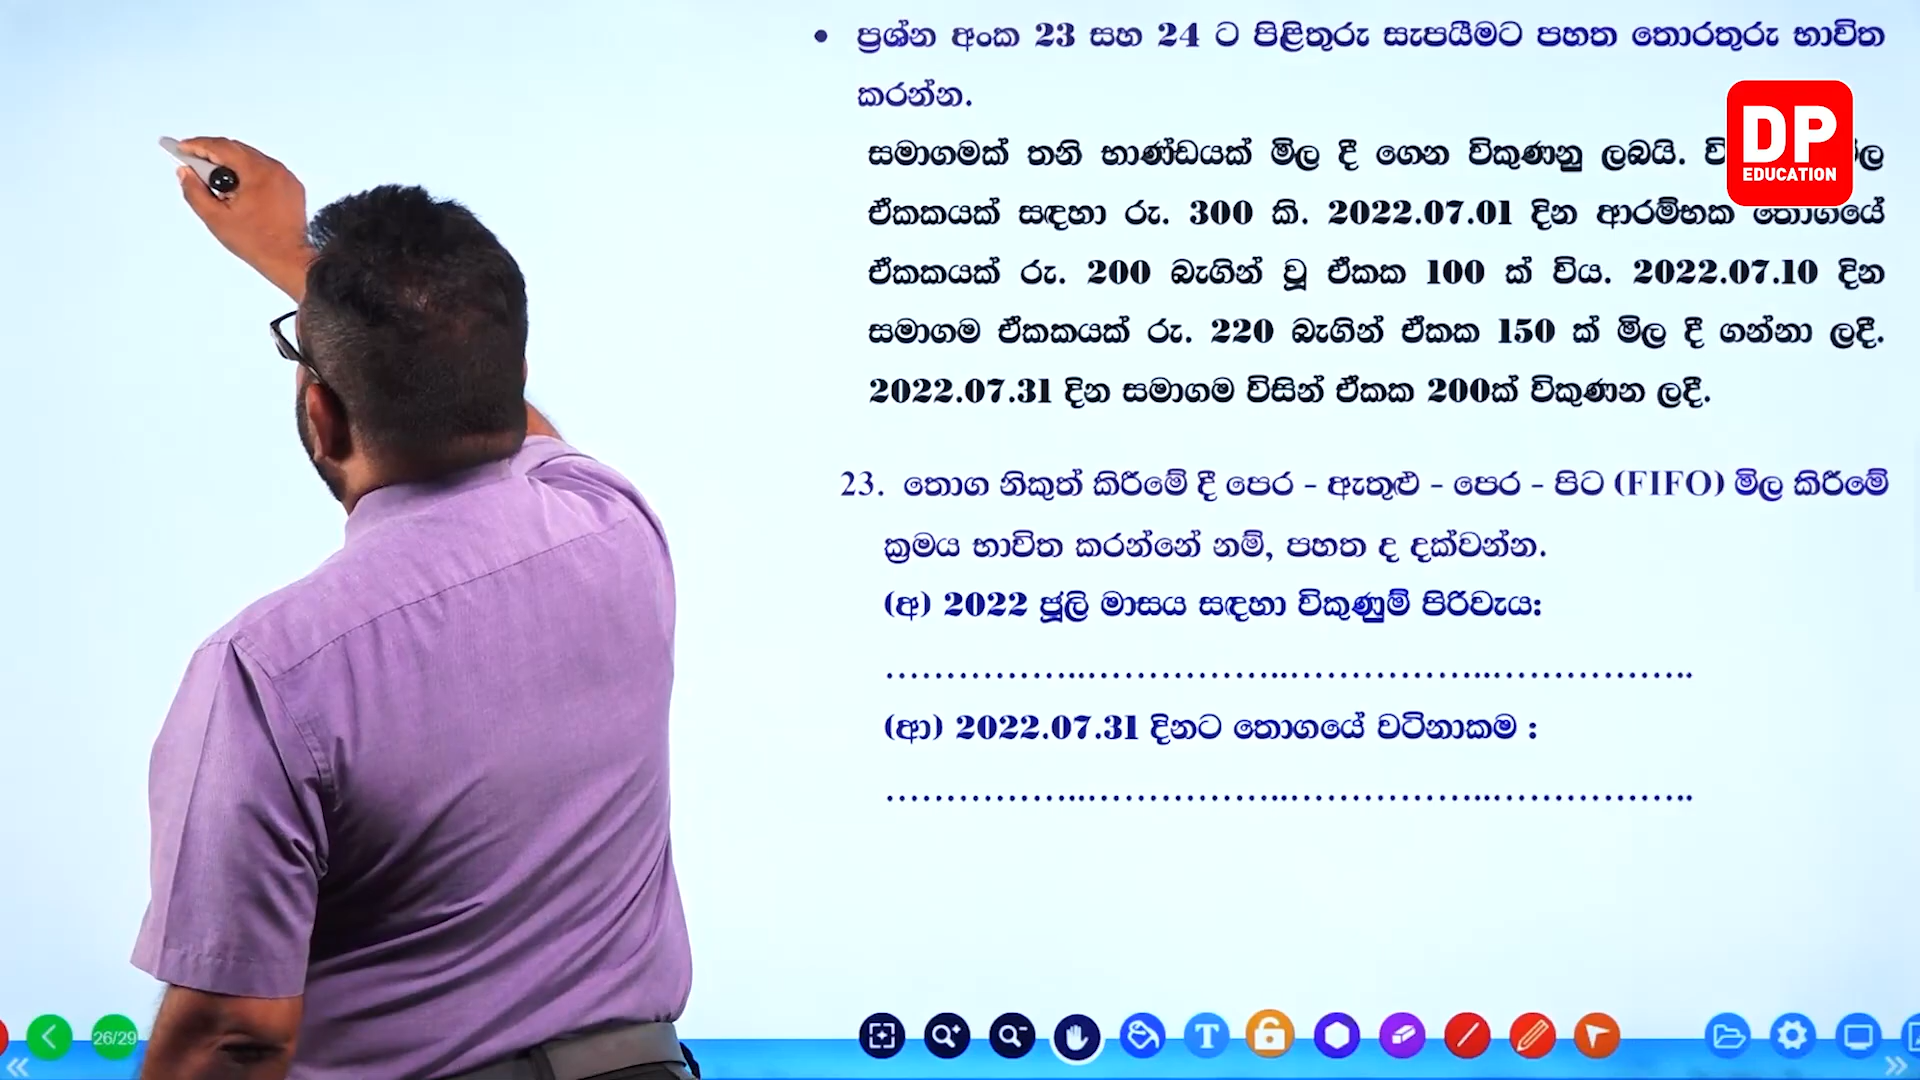 • ප්‍රශ්න අංක 23 සහ 24 ට පිළිතුරු සැපයීමට පහත තොරතුරු භාවිත
කරන්න.
සමාගමක් තනි භාණ්ඩයක් මිල දී ගෙන විකුණනු ලබයි.
ඒකකයක් සඳහා රු. 300 කි. 2022.07.01 දින ආරම්භක තොගයේ
ඒකකයක් රු. 200 බැගින් වූ ඒකක 100 ක් විය. 2022.07.10 දින
සමාගම ඒකකයක් රු. 220 බැගින් ඒකක 150 ක් මිල දී ගන්නා ලදී.
2022.07.31 දින සමාගම විසින් ඒකක 200ක් විකුණන ලදී.
DP
EDUCATION
23. තොග නිකුත් කිරීමේ දී පෙර - ඇතුළු - පෙර - පිට (FIFO) මිල කිරීමේ
ක්‍රමය භාවිත කරන්නේ නම්, පහත ද දක්වන්න.
(අ) 2022 ජූලි මාසය සඳහා විකුණුම් පිරිවැය:
(ආ) 2022.07.31 දිනට තොගයේ වටිනාකම :
26/29
T